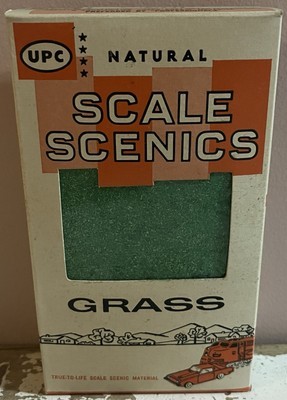 UPC
NATURAL
SCALE
SCENICS
GRASS
TRUE-TO-LIFE SCALE SCENIC MATERIAL